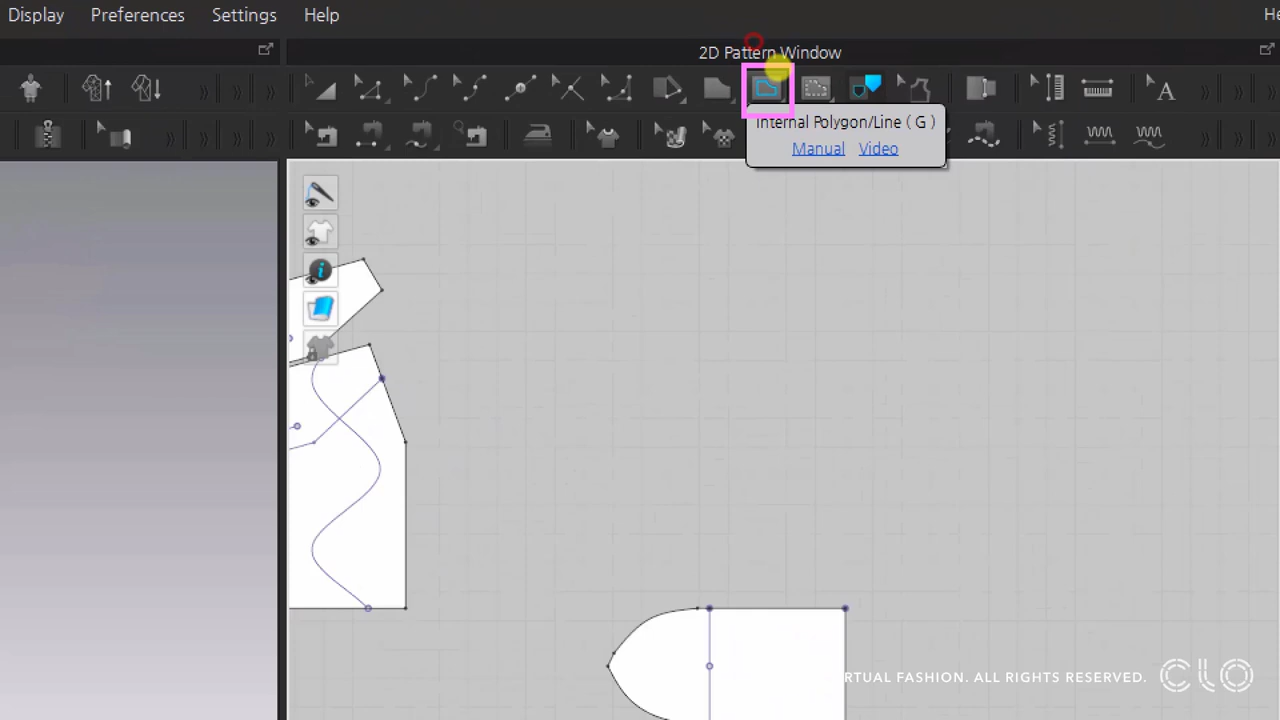 Display Preferences Settings Help He
2D Pattern Window
A
Internal Polygon/Line ( G )
Manual Video
RTUAL FASHION. ALL RIGHTS RESERVED. CLO